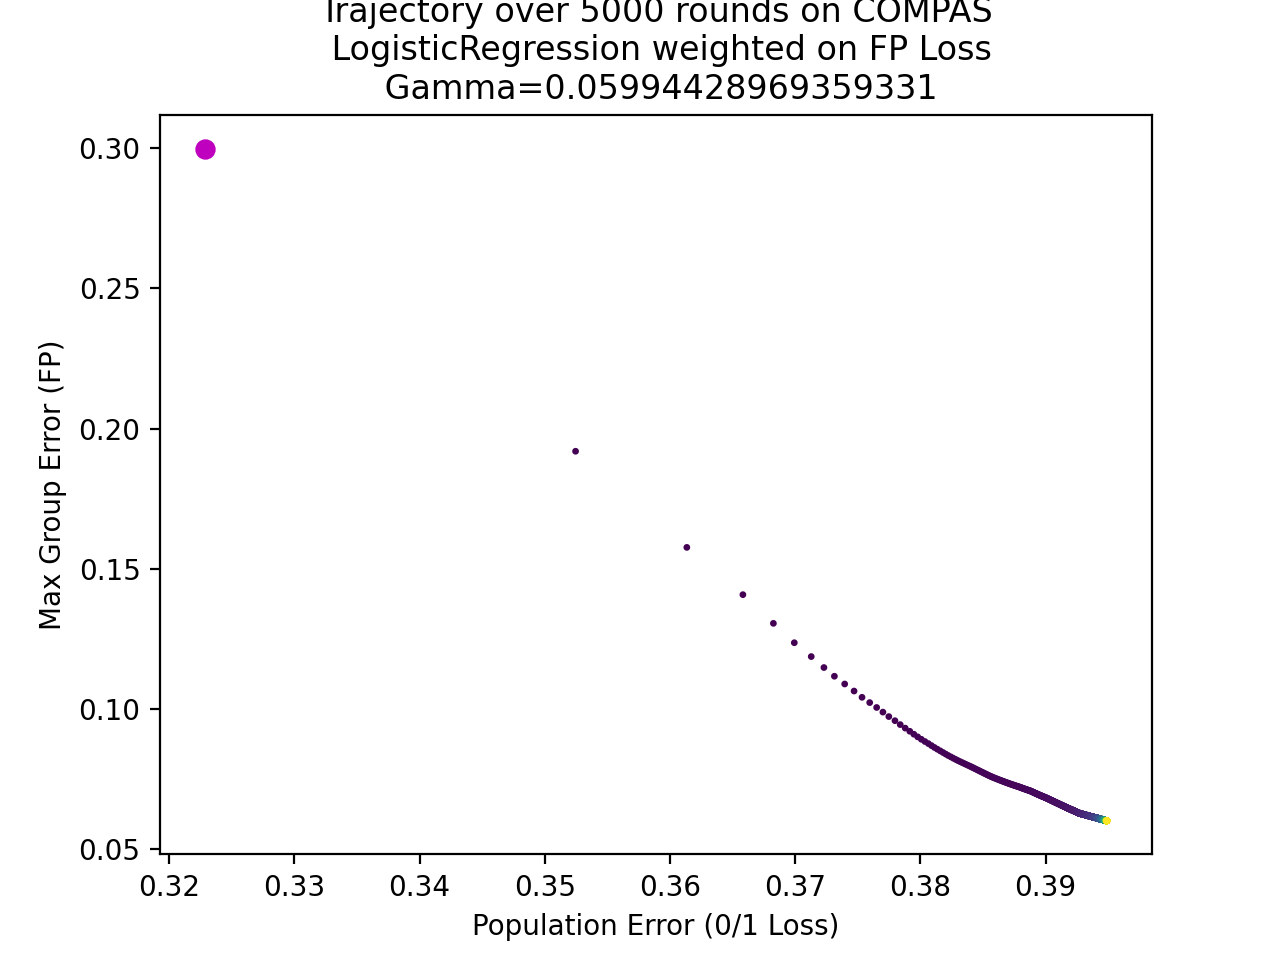 Trajectory over 5000 rounds on COMPAS
LogisticRegression weighted on FP Loss
Gamma=0.05994428969359331
0.30
0.25
0.20
0.15
0.10
0.05
Max Group Error (FP)
0.32 0.33 0.34 0.35 0.36 0.37 0.38 0.39
Population Error (0/1 Loss)